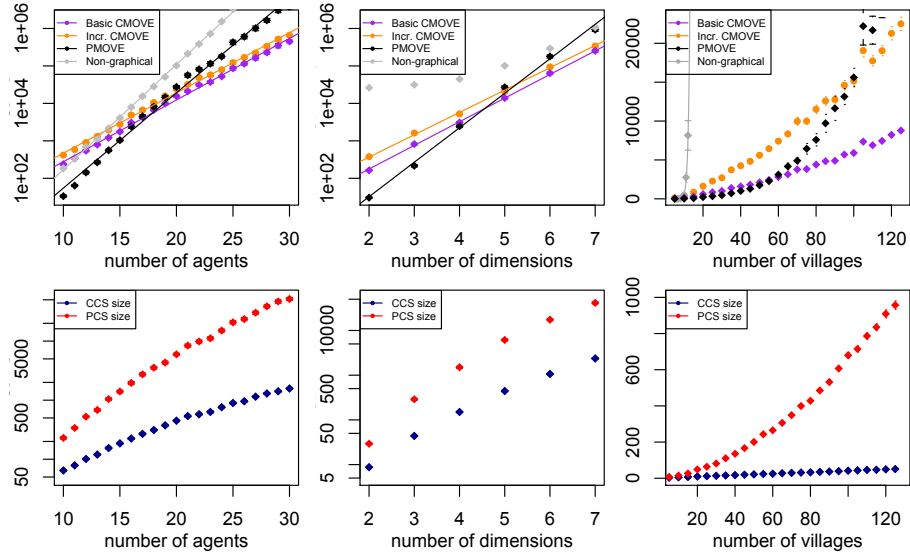 1e+06
1e+04
1e+02
Basic CMOVE
Incr. CMOVE
PMOVE
Non-graphical
10 15 20 25 30
number of agents
1e+06
1e+04
1e+02
Basic CMOVE
Incr. CMOVE
PMOVE
Non-graphical
2 3 4 5 6 7
number of dimensions
20000
10000
0
Basic CMOVE
Incr. CMOVE
PMOVE
Non-graphical
20 40 60 80 120
number of villages
5000
500
50
CCS size
PCS size
10 15 20 25 30
number of agents
10000
500
50
5
CCS size
PCS size
2 3 4 5 6 7
number of dimensions
1000
600
200
0
CCS size
PCS size
20 40 60 80 120
number of villages